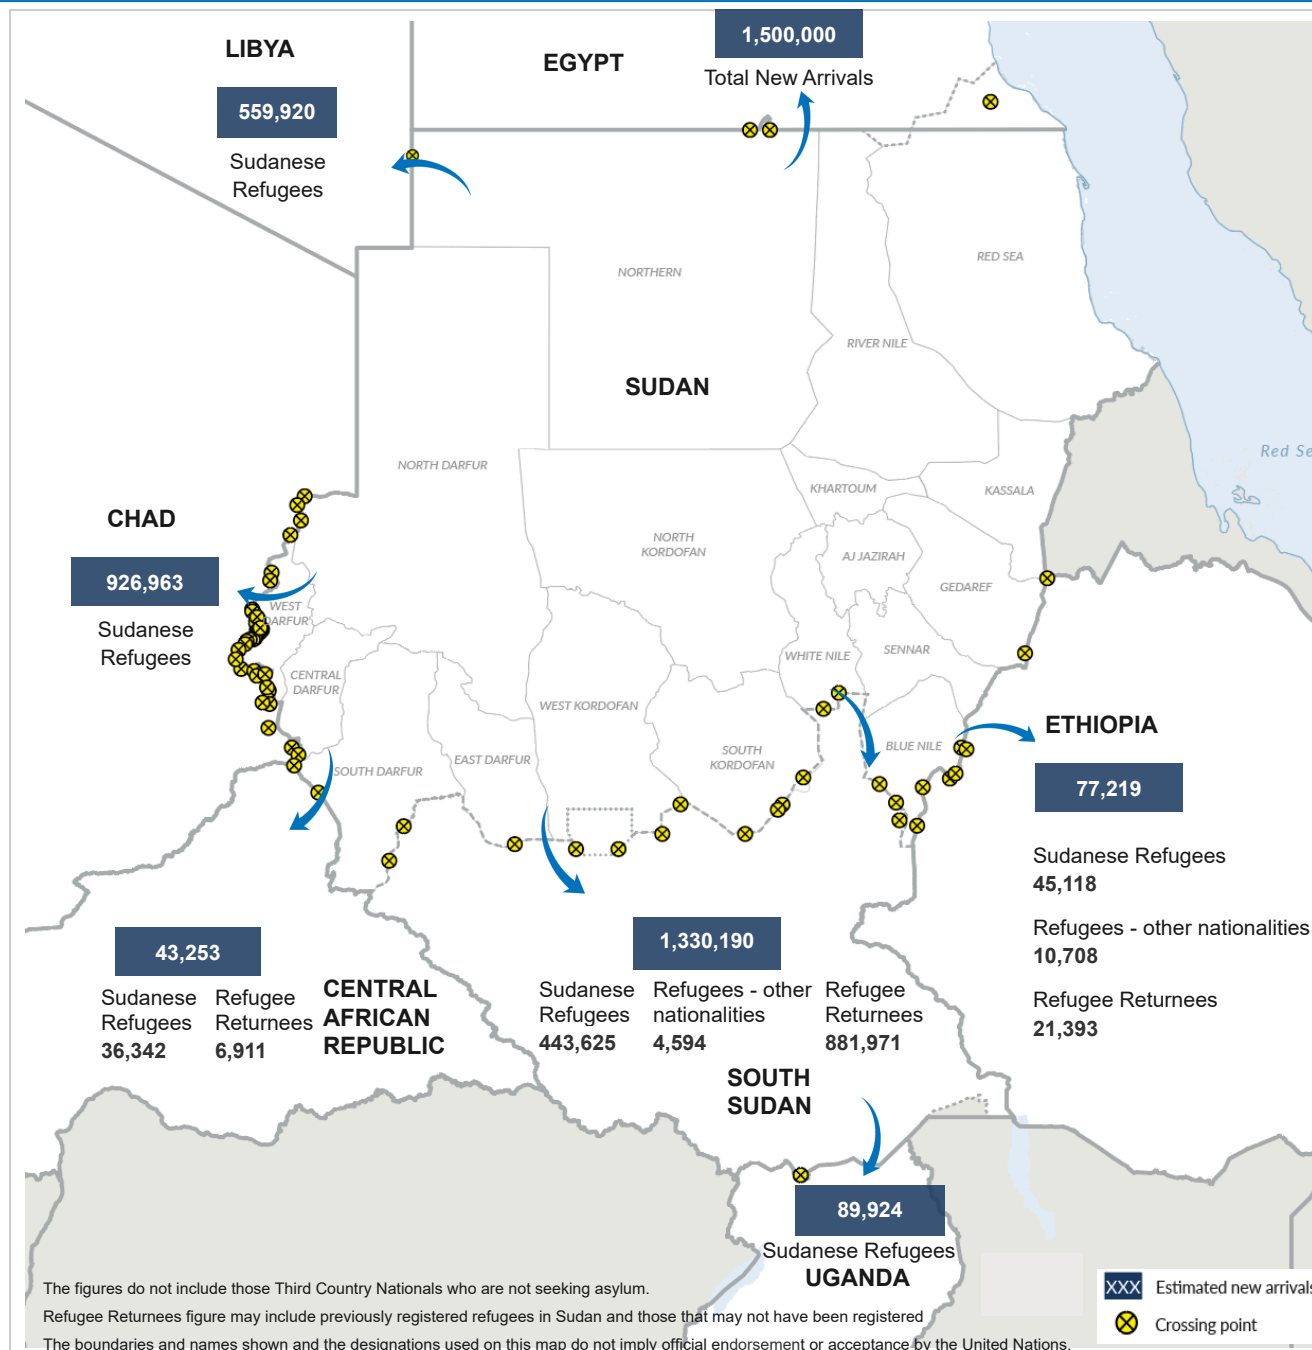 LIBYA
559,920
Sudanese
Refugees
EGYPT
1,500,000
Total New Arrivals
NORTHERN
RED SEA
RIVER NILE
SUDAN
Red Se
NORTH DARFUR
KHARTOUM
KASSALA
CHAD
926,963
Sudanese
Refugees
NORTH
KORDOFAN
AJ JAZIRAH
GEDAREF
WEST
DARFUR
CENTRAL
DARFUR
WHITE NILE
SENNAR
WEST KORDOFAN
SOUTH
KORDOFAN
BLUE NILE
EAST DARFUR
SOUTH DARFUR
ETHIOPIA
77,219
Sudanese Refugees
45,118
Refugees - other nationalities
10,708
Refugee Returnees
21,393
43,253
Sudanese
Refugees
36,342
Refugee
Returnees
6,911
CENTRAL
AFRICAN
REPUBLIC
1,330,190
Sudanese
Refugees
443,625
Refugees - other
nationalities
4,594
Refugee
Returnees
881,971
SOUTH
SUDAN
89,924
Sudanese Refugees
UGANDA
The figures do not include those Third Country Nationals who are not seeking asylum.
Refugee Returnees figure may include previously registered refugees in Sudan and those that may not have been registered
The boundaries and names shown and the designations used on this map do not imply official endorsement or acceptance by the United Nations.
XXX Estimated new arrivals
Crossing point